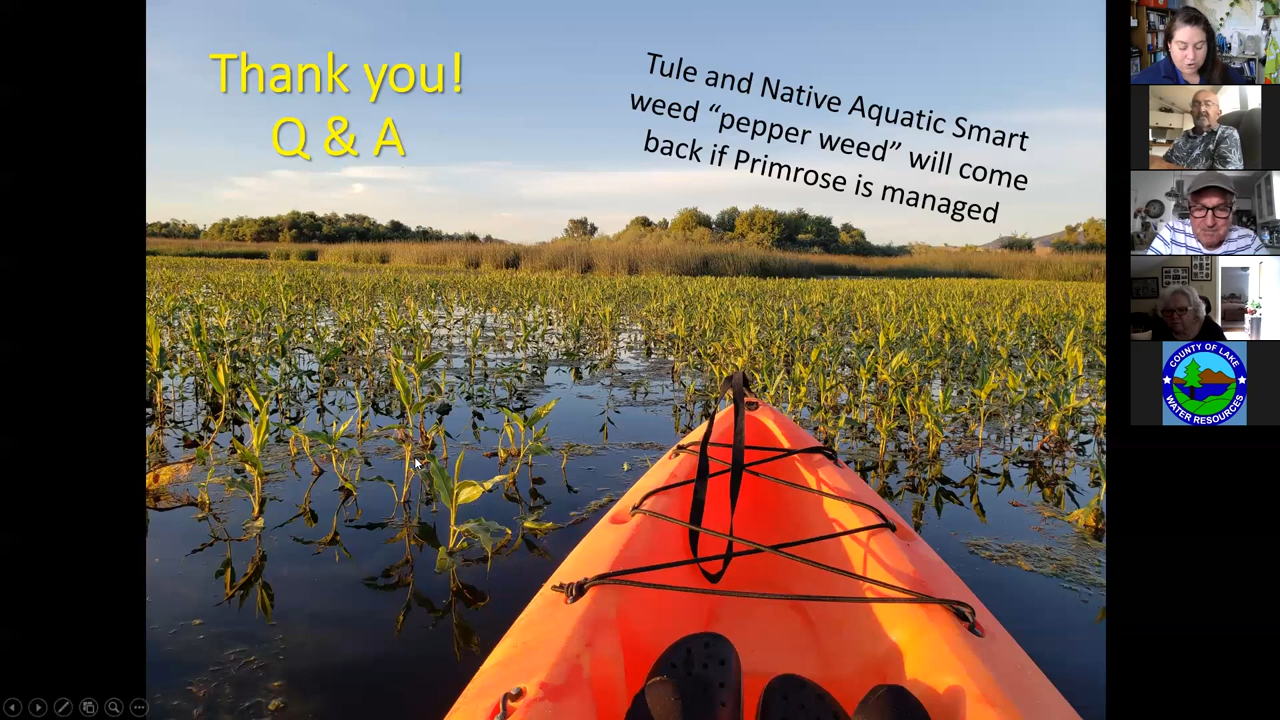 Thank you!
Q & A
Tule and Native Aquatic Smart
weed “pepper weed” will come
back if Primrose is managed
COUNTY OF LAKE
WATER RESOURCES